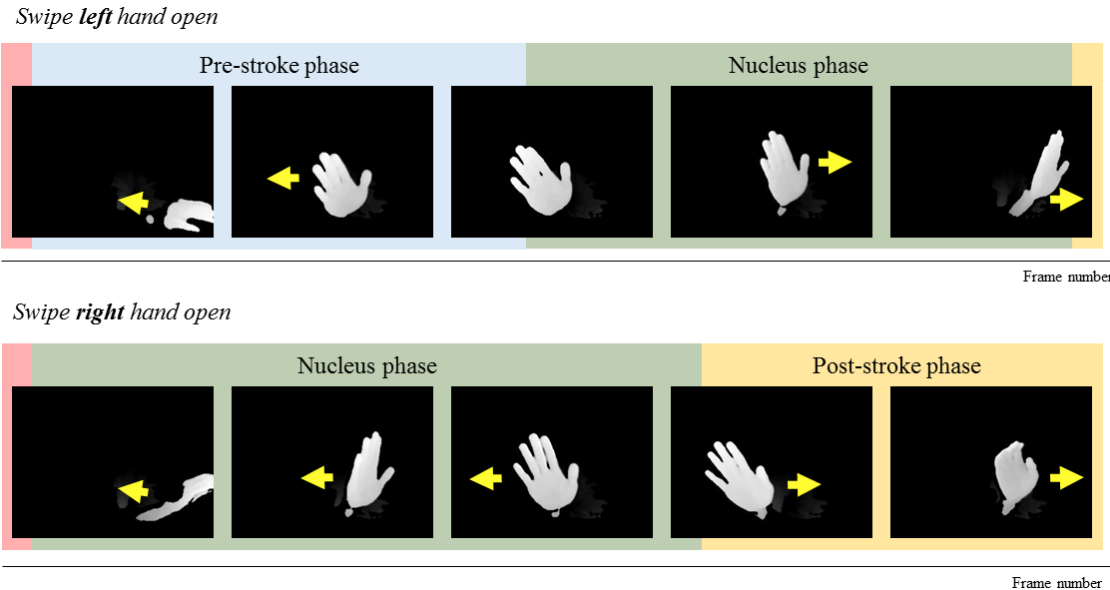 Swipe left hand open
Pre-stroke phase
Nucleus phase
Frame number
Swipe right hand open
Nucleus phase
Post-stroke phase
Frame number